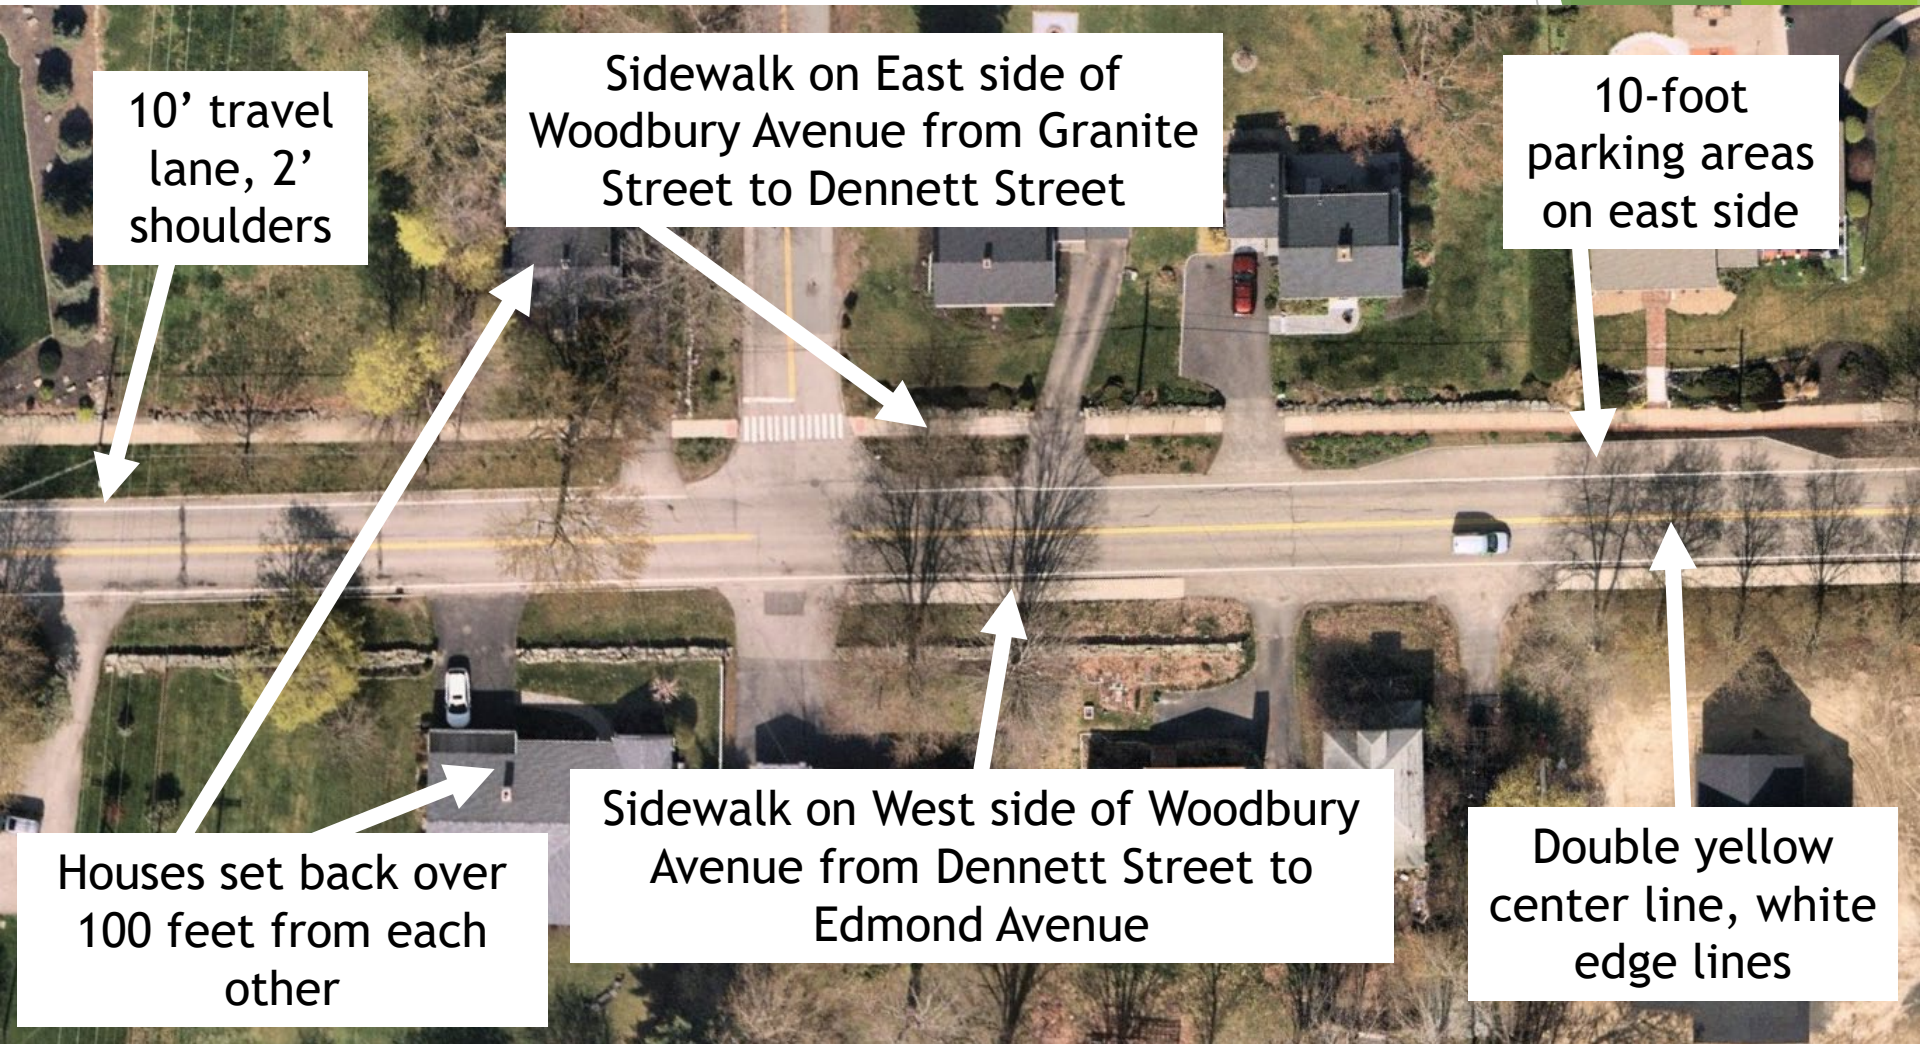 10’ travel
lane, 2’
shoulders
Sidewalk on East side of
Woodbury Avenue from Granite
Street to Dennett Street
10-foot
parking areas
on east side
Houses set back over
100 feet from each
other
Sidewalk on West side of Woodbury
Avenue from Dennett Street to
Edmond Avenue
Double yellow
center line, white
edge lines